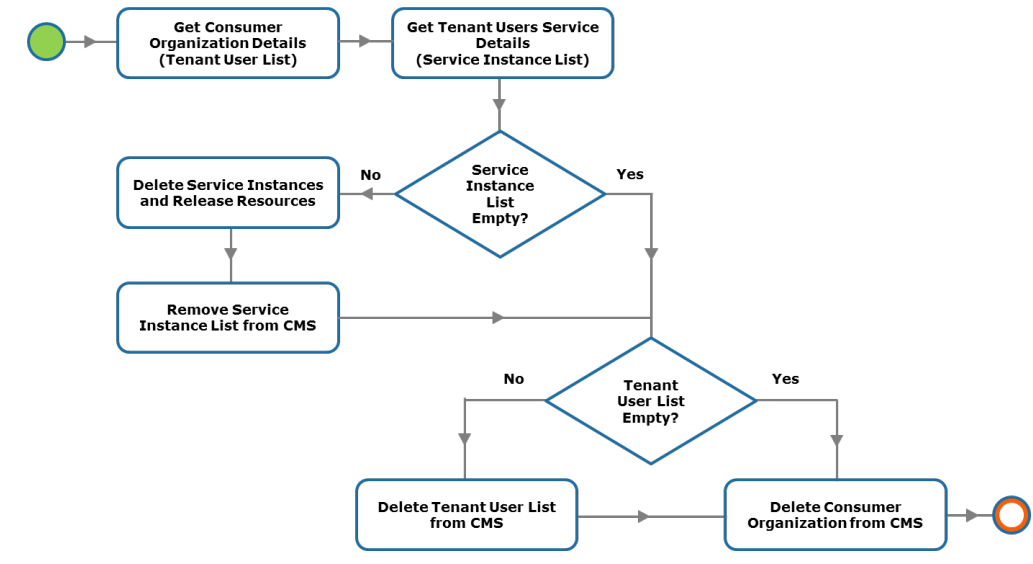 Get Consumer
Organization Details
(Tenant User List)
Get Tenant Users Service
Details
(Service Instance List)
Service
Instance
List
Empty?
No
Yes
Delete Service Instances
and Release Resources
Remove Service
Instance List from CMS
Tenant
User List
Empty?
No
Yes
Delete Tenant User List
from CMS
Delete Consumer
Organization from CMS